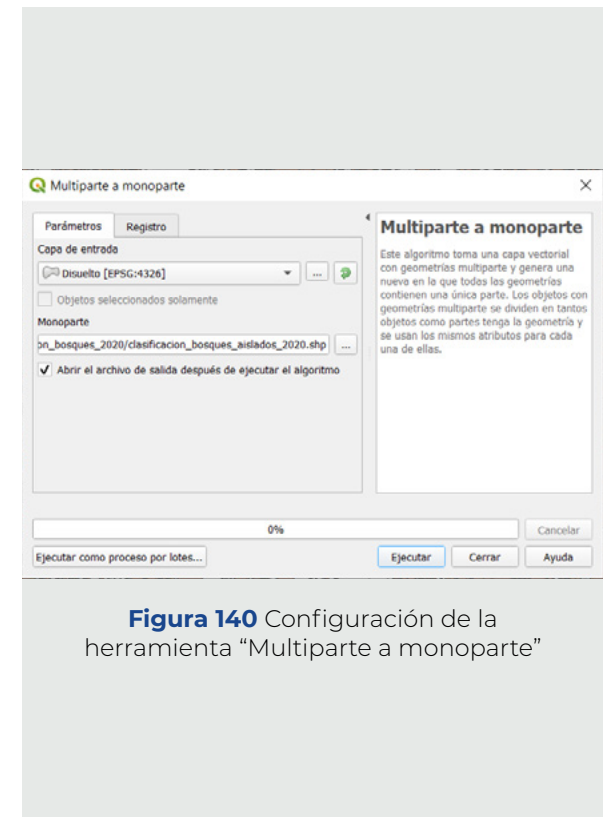 Multiparte a monoparte
Parámetros
Registro
Capa de entrada
Disuelto [EPSG:4326]
...
Objetos seleccionados solamente
Monoparte
on_bosques_2020/clasificacion_bosques_aislados_2020.shp
...
Abrir el archivo de salida después de ejecutar el algoritmo
Multiparte a monoparte
Este algoritmo toma una capa vectorial
con geometrías multiparte y genera una
nueva en la que todas las geometrías
contienen una única parte. Los objetos con
geometrías multiparte se dividen en tantos
objetos como partes tenga la geometría y
se usan los mismos atributos para cada
una de ellas.
0%
Cancelar
Ejecutar como proceso por lotes...
Ejecutar
Cerrar
Ayuda
Figura 140 Configuración de la
herramienta “Multiparte a monoparte”